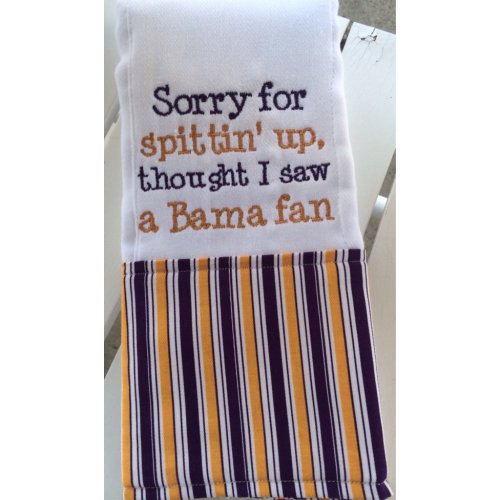 Sorry for
spittin' up,
thought I saw
a Bama fan